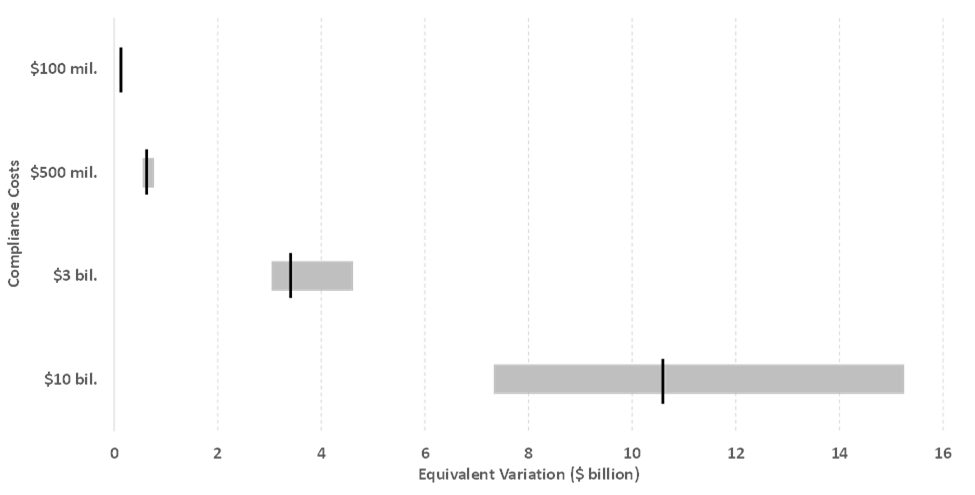 Compliance Costs
$100 mil.
$500 mil.
$3 bil.
$10 bil.
0 2 4 6 8 10 12 14 16
Equivalent Variation ($ billion)